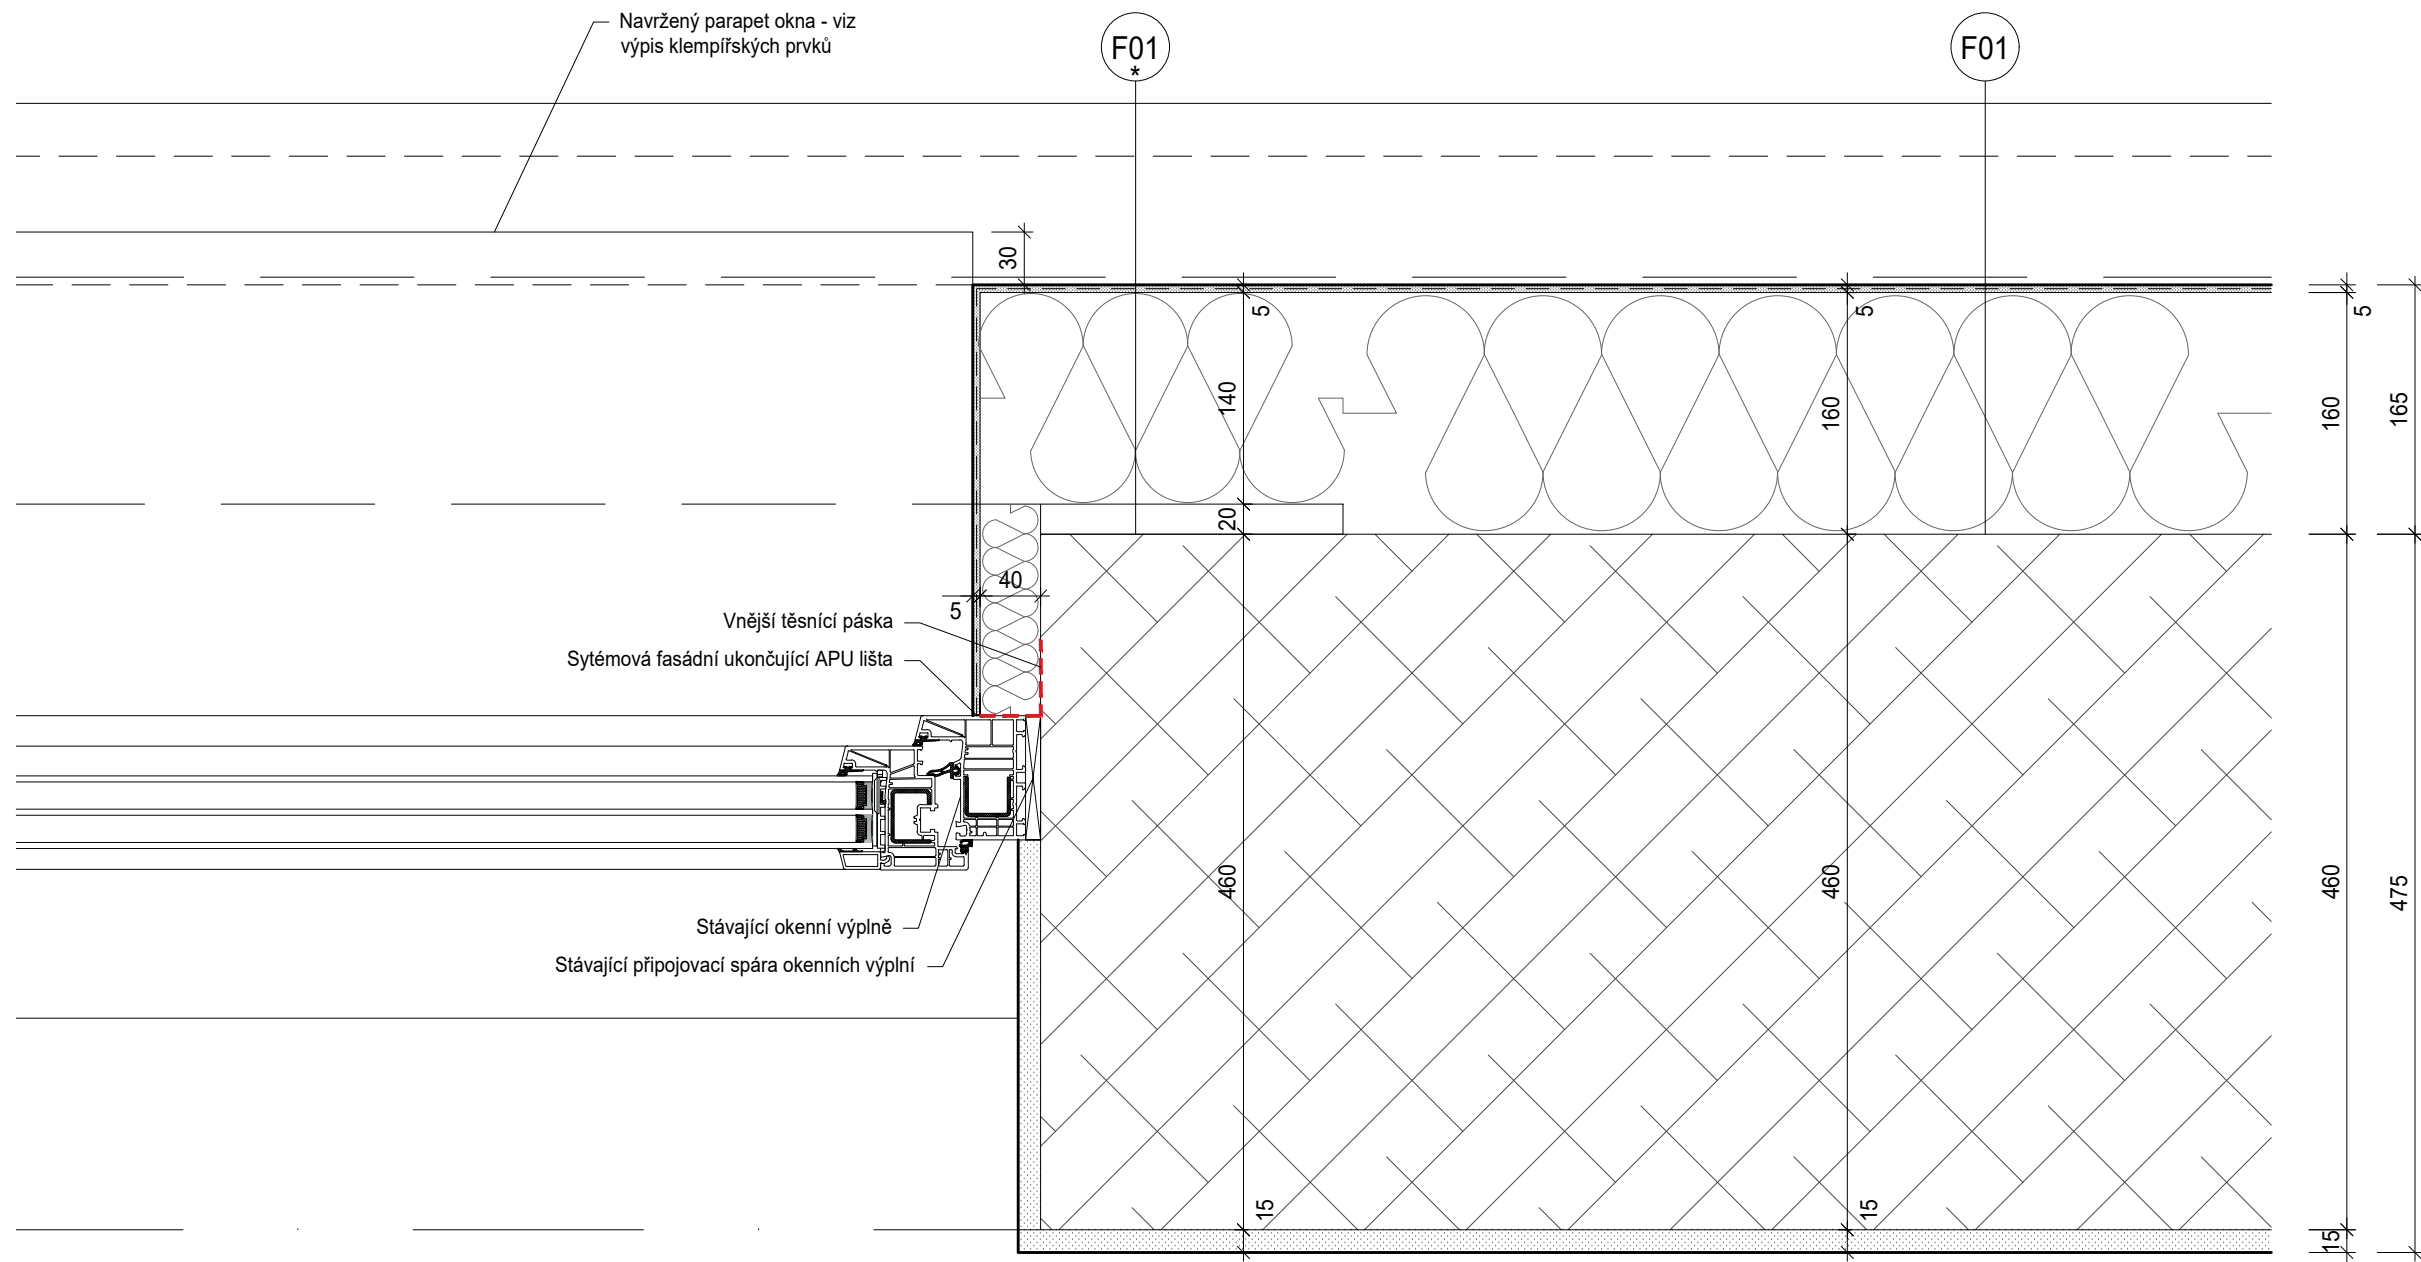 Navržený parapet okna - viz
výpis klempířských prvků
F01
*
F01
30
5
5
5
140
160
160
165
20
40
5
Vnější těsnící páska
Sytémová fasádní ukončující APU lišta
460
460
460
475
Stávající okenní výplně
Stávající připojovací spára okenních výplní
15
15
15